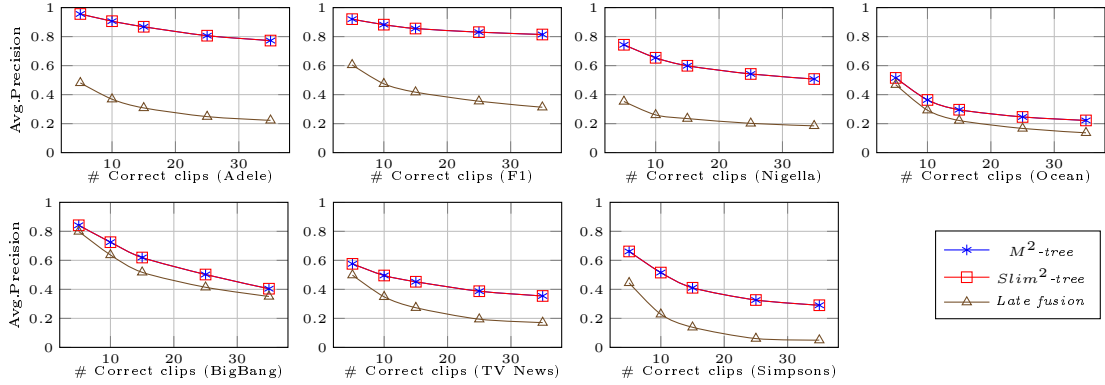 1
0.8
0.6
0.4
0.2
0
10 20 30
Avg.Precision
# Correct clips (Adele)
1
0.8
0.6
0.4
0.2
0
10 20 30
# Correct clips (F1)
1
0.8
0.6
0.4
0.2
0
10 20 30
# Correct clips (Nigella)
1
0.8
0.6
0.4
0.2
0
10 20 30
# Correct clips (Ocean)
1
0.8
0.6
0.4
0.2
0
10 20 30
Avg.Precision
# Correct clips (BigBang)
1
0.8
0.6
0.4
0.2
0
10 20 30
# Correct clips (TV News)
1
0.8
0.6
0.4
0.2
0
10 20 30
# Correct clips (Simpsons)
M²-tree
Slim²-tree
Late fusion